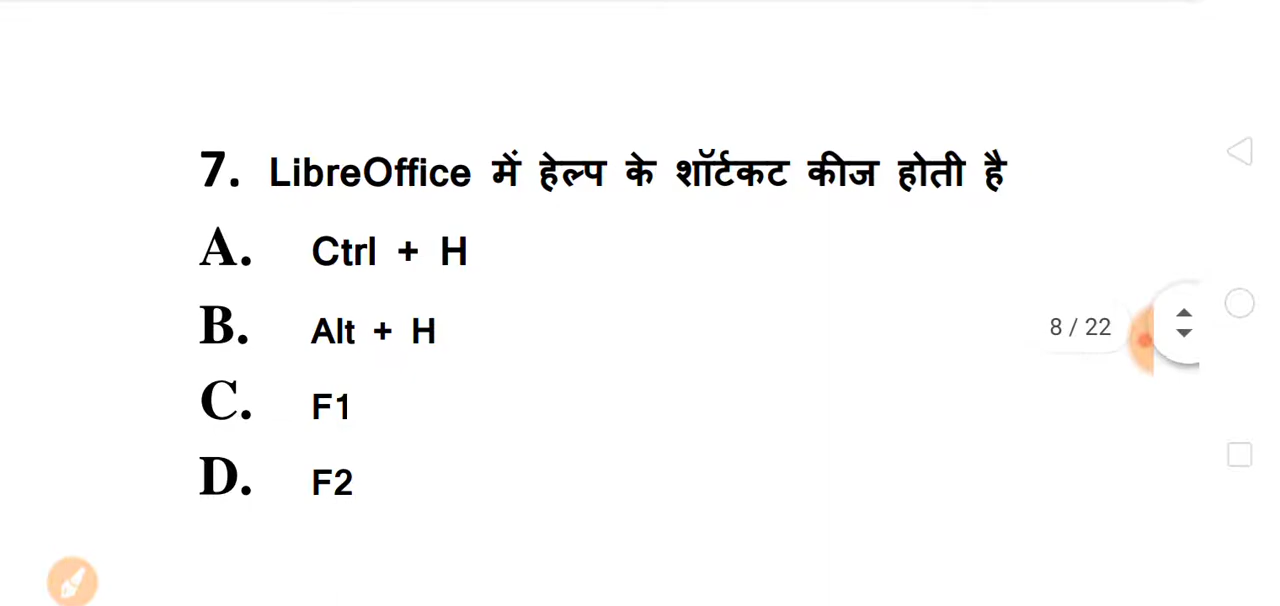 7. LibreOffice में हेल्प के शॉर्टकट कीज होती है
A. Ctrl + H
B. Alt + H
C. F1
D. F2
8 / 22